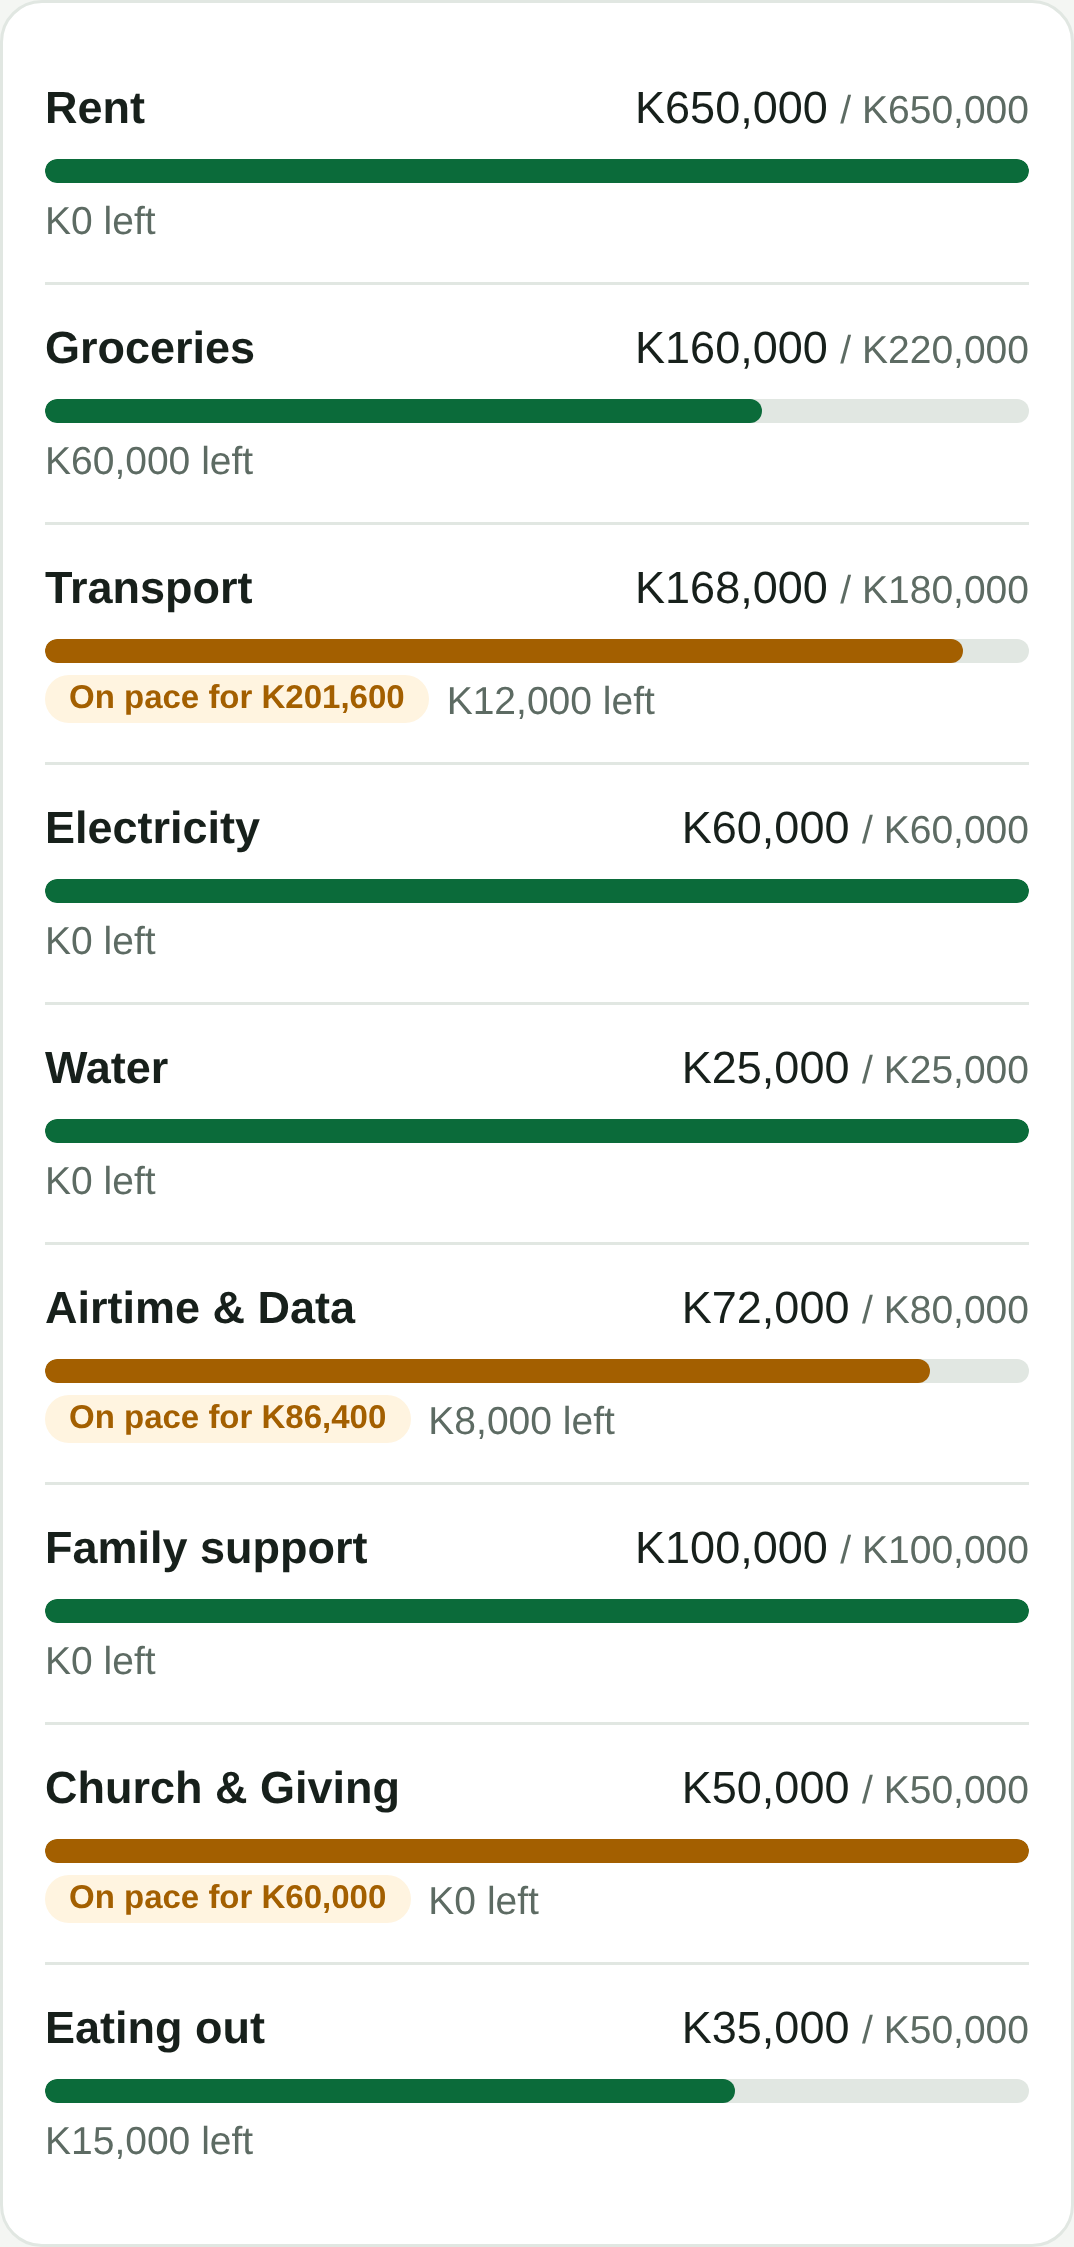 Rent K650,000 / K650,000
K0 left
Groceries K160,000 / K220,000
K60,000 left
Transport K168,000 / K180,000
On pace for K201,600 K12,000 left
Electricity K60,000 / K60,000
K0 left
Water K25,000 / K25,000
K0 left
Airtime & Data K72,000 / K80,000
On pace for K86,400 K8,000 left
Family support K100,000 / K100,000
K0 left
Church & Giving K50,000 / K50,000
On pace for K60,000 K0 left
Eating out K35,000 / K50,000
K15,000 left